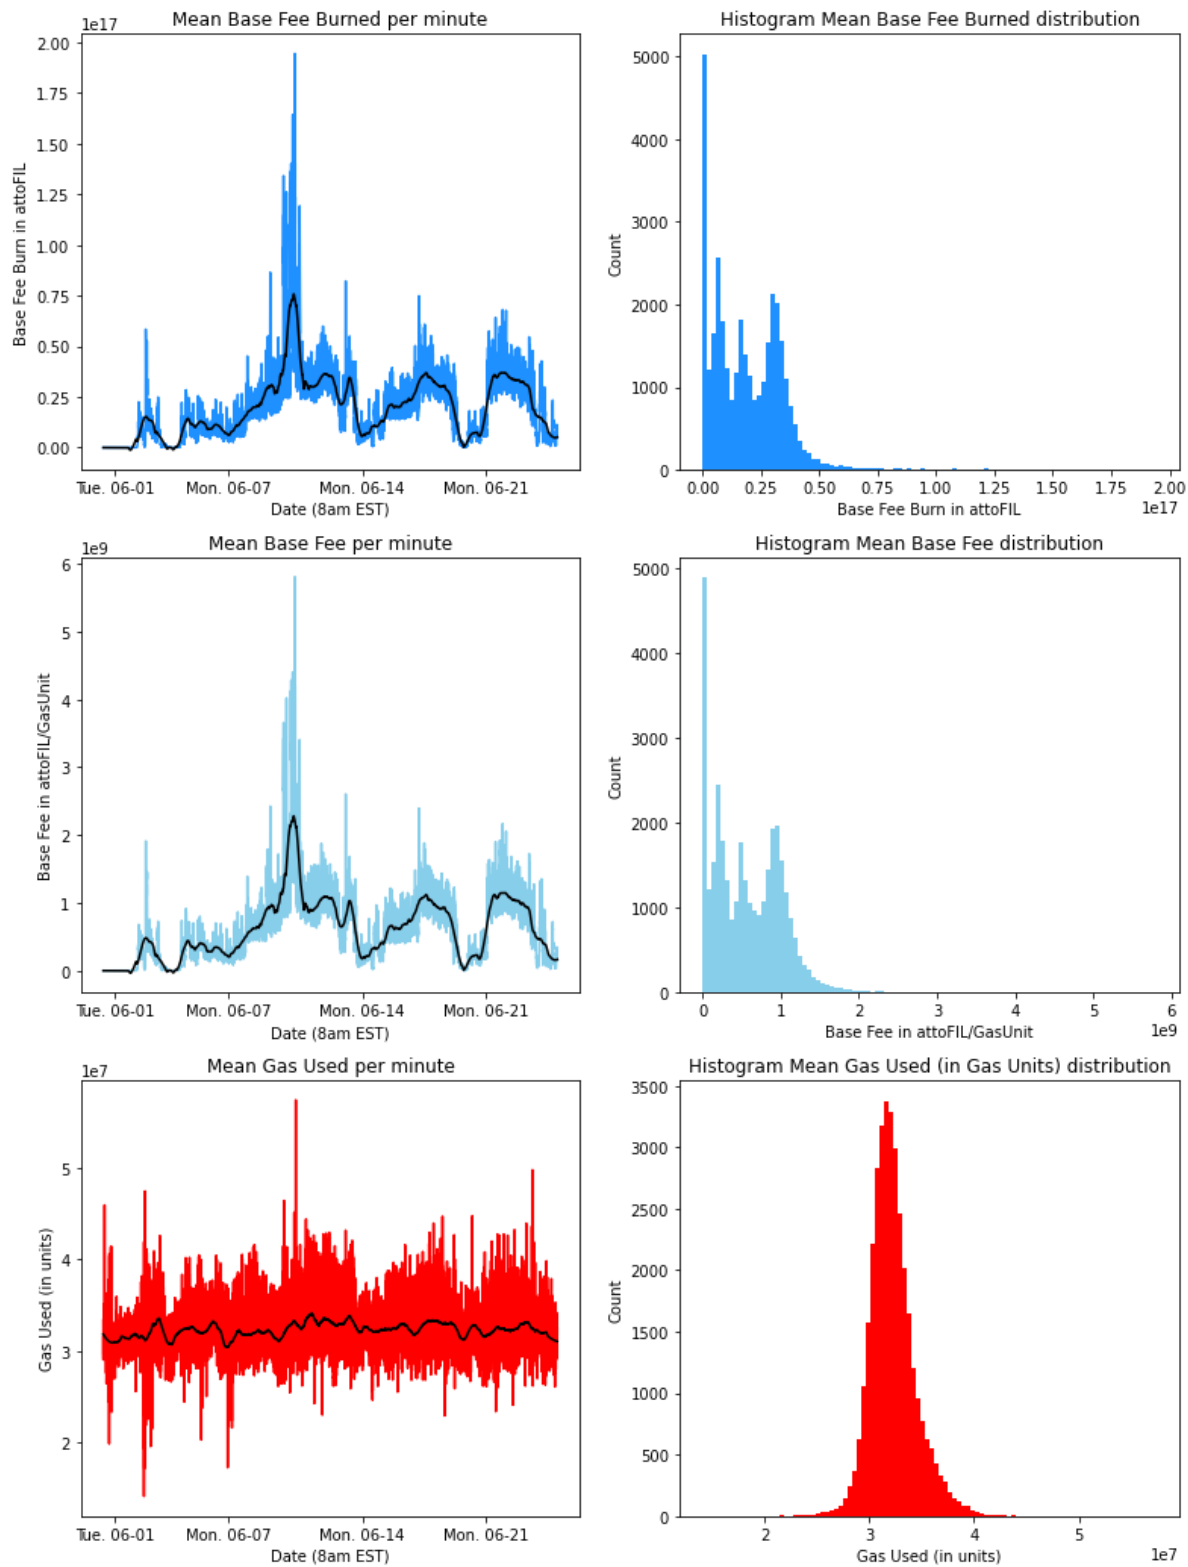 Mean Base Fee Burned per minute
1e17
2.00
1.75
1.50
1.25
1.00
0.75
0.50
0.25
0.00
Base Fee Burn in attoFIL
Tue. 06-01 Mon. 06-07 Mon. 06-14 Mon. 06-21
Date (8am EST)
Histogram Mean Base Fee Burned distribution
5000
4000
3000
2000
1000
0
Count
0.00 0.25 0.50 0.75 1.00 1.25 1.50 1.75 2.00
Base Fee Burn in attoFIL
1e17
Mean Base Fee per minute
1e9
6
5
4
3
2
1
0
Base Fee in attoFIL/GasUnit
Tue. 06-01 Mon. 06-07 Mon. 06-14 Mon. 06-21
Date (8am EST)
Histogram Mean Base Fee distribution
5000
4000
3000
2000
1000
0
Count
0 1 2 3 4 5 6
Base Fee in attoFIL/GasUnit
1e9
Mean Gas Used per minute
1e7
5
4
3
2
Gas Used (in units)
Tue. 06-01 Mon. 06-07 Mon. 06-14 Mon. 06-21
Date (8am EST)
Histogram Mean Gas Used (in Gas Units) distribution
3500
3000
2500
2000
1500
1000
500
0
Count
2 3 4 5
Gas Used (in units)
1e7